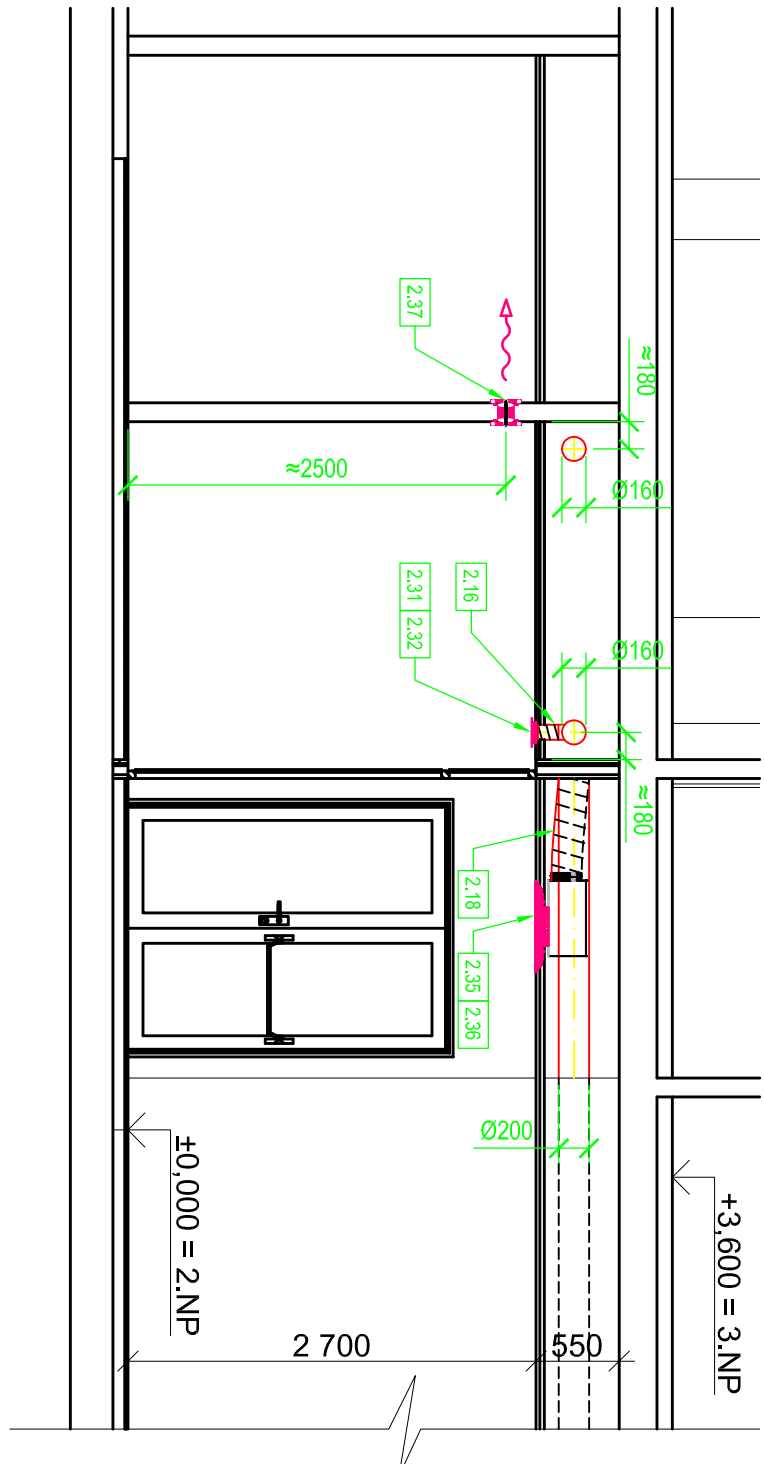 2.37
≈180
≈2500
Ø160
2.16
2.31 2.32
Ø160
≈180
2.18
2.35 2.36
Ø200
±0,000 = 2.NP
+3,600 = 3.NP
2 700
550